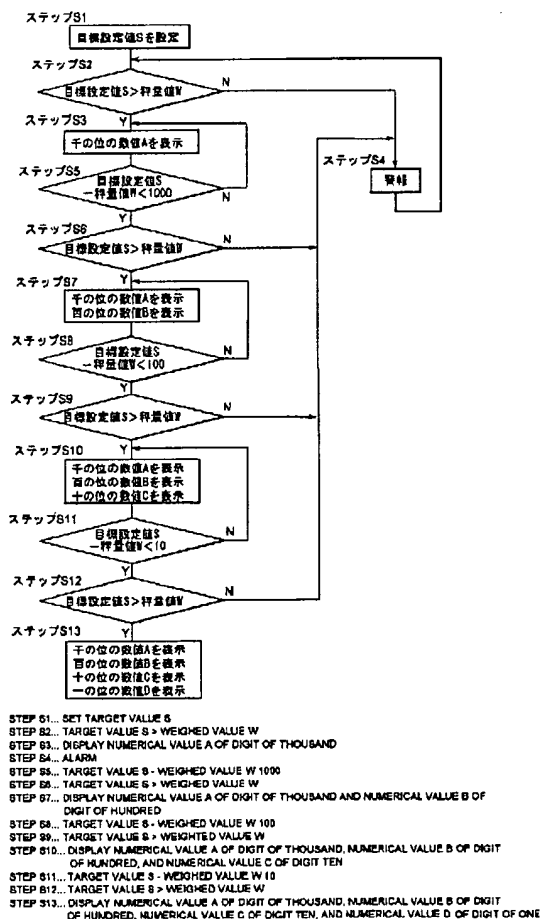 ステップS1
目標設定値Sを設定
ステップS2
目標設定値S>秤量値W
N
Y
ステップS3
千の位の数値Aを表示
ステップS4
警報
ステップS5
目標設定値S
−秤量値W<1000
N
Y
ステップS6
目標設定値S>秤量値W
N
Y
ステップS7
千の位の数値Aを表示
百の位の数値Bを表示
ステップS8
目標設定値S
−秤量値W<100
N
Y
ステップS9
目標設定値S>秤量値W
N
Y
ステップS10
千の位の数値Aを表示
百の位の数値Bを表示
十の位の数値Cを表示
ステップS11
目標設定値S
−秤量値W<10
N
Y
ステップS12
目標設定値S>秤量値W
N
Y
ステップS13
千の位の数値Aを表示
百の位の数値Bを表示
十の位の数値Cを表示
一の位の数値Dを表示
STEP S1... SET TARGET VALUE S
STEP S2... TARGET VALUE S > WEIGHED VALUE W
STEP S3... DISPLAY NUMERICAL VALUE A OF DIGIT OF THOUSAND
STEP S4... ALARM
STEP S5... TARGET VALUE S - WEIGHED VALUE W 1000
STEP S6... TARGET VALUE S > WEIGHED VALUE W
STEP S7... DISPLAY NUMERICAL VALUE A OF DIGIT OF THOUSAND AND NUMERICAL VALUE B OF
DIGIT OF HUNDRED
STEP S8... TARGET VALUE S - WEIGHED VALUE W 100
STEP S9... TARGET VALUE S > WEIGHTED VALUE W
STEP S10... DISPLAY NUMERICAL VALUE A OF DIGIT OF THOUSAND, NUMERICAL VALUE B OF DIGIT
OF HUNDRED, AND NUMERICAL VALUE C OF DIGIT TEN
STEP S11... TARGET VALUE S - WEIGHED VALUE W 10
STEP S12... TARGET VALUE S > WEIGHED VALUE W
STEP S13... DISPLAY NUMERICAL VALUE A OF DIGIT OF THOUSAND, NUMERICAL VALUE B OF DIGIT
OF HUNDRED, NUMERICAL VALUE C OF DIGIT TEN, AND NUMERICAL VALUE D OF DIGIT OF ONE